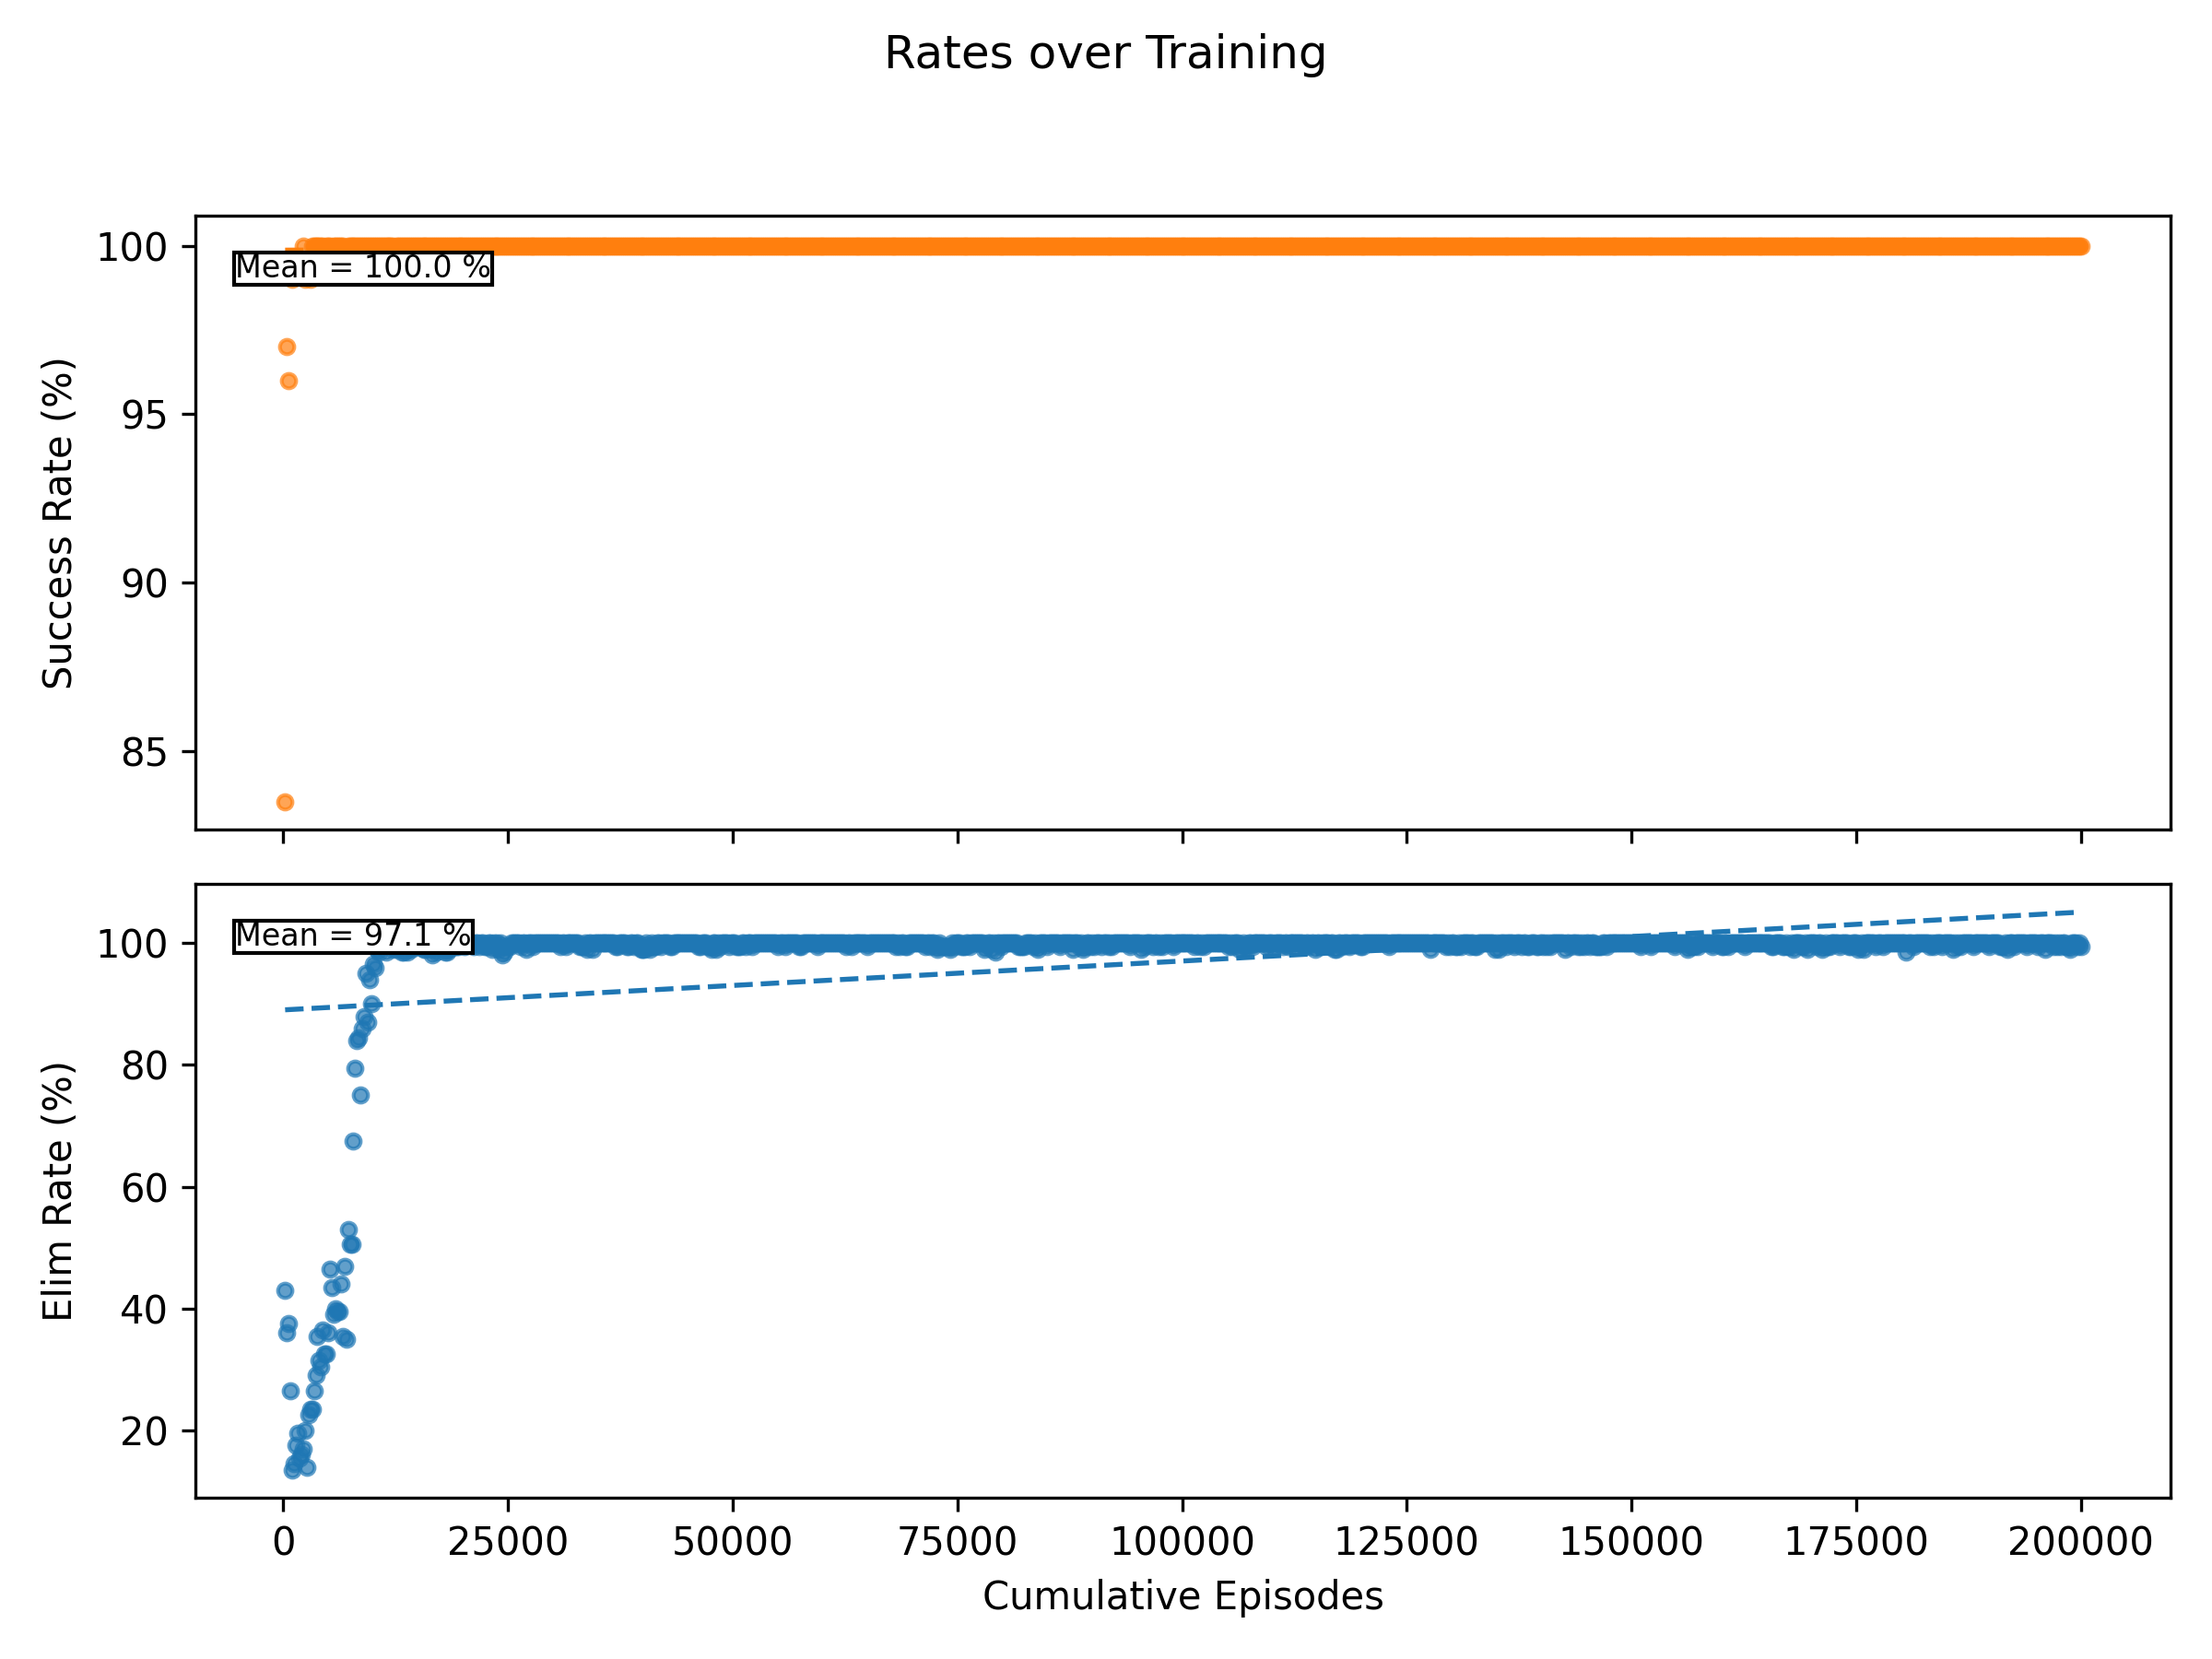 Rates over Training
100
Mean = 100.0 %
95
90
85
Success Rate (%)
100
Mean = 97.1 %
80
60
40
20
Elim Rate (%)
0 25000 50000 75000 100000 125000 150000 175000 200000
Cumulative Episodes